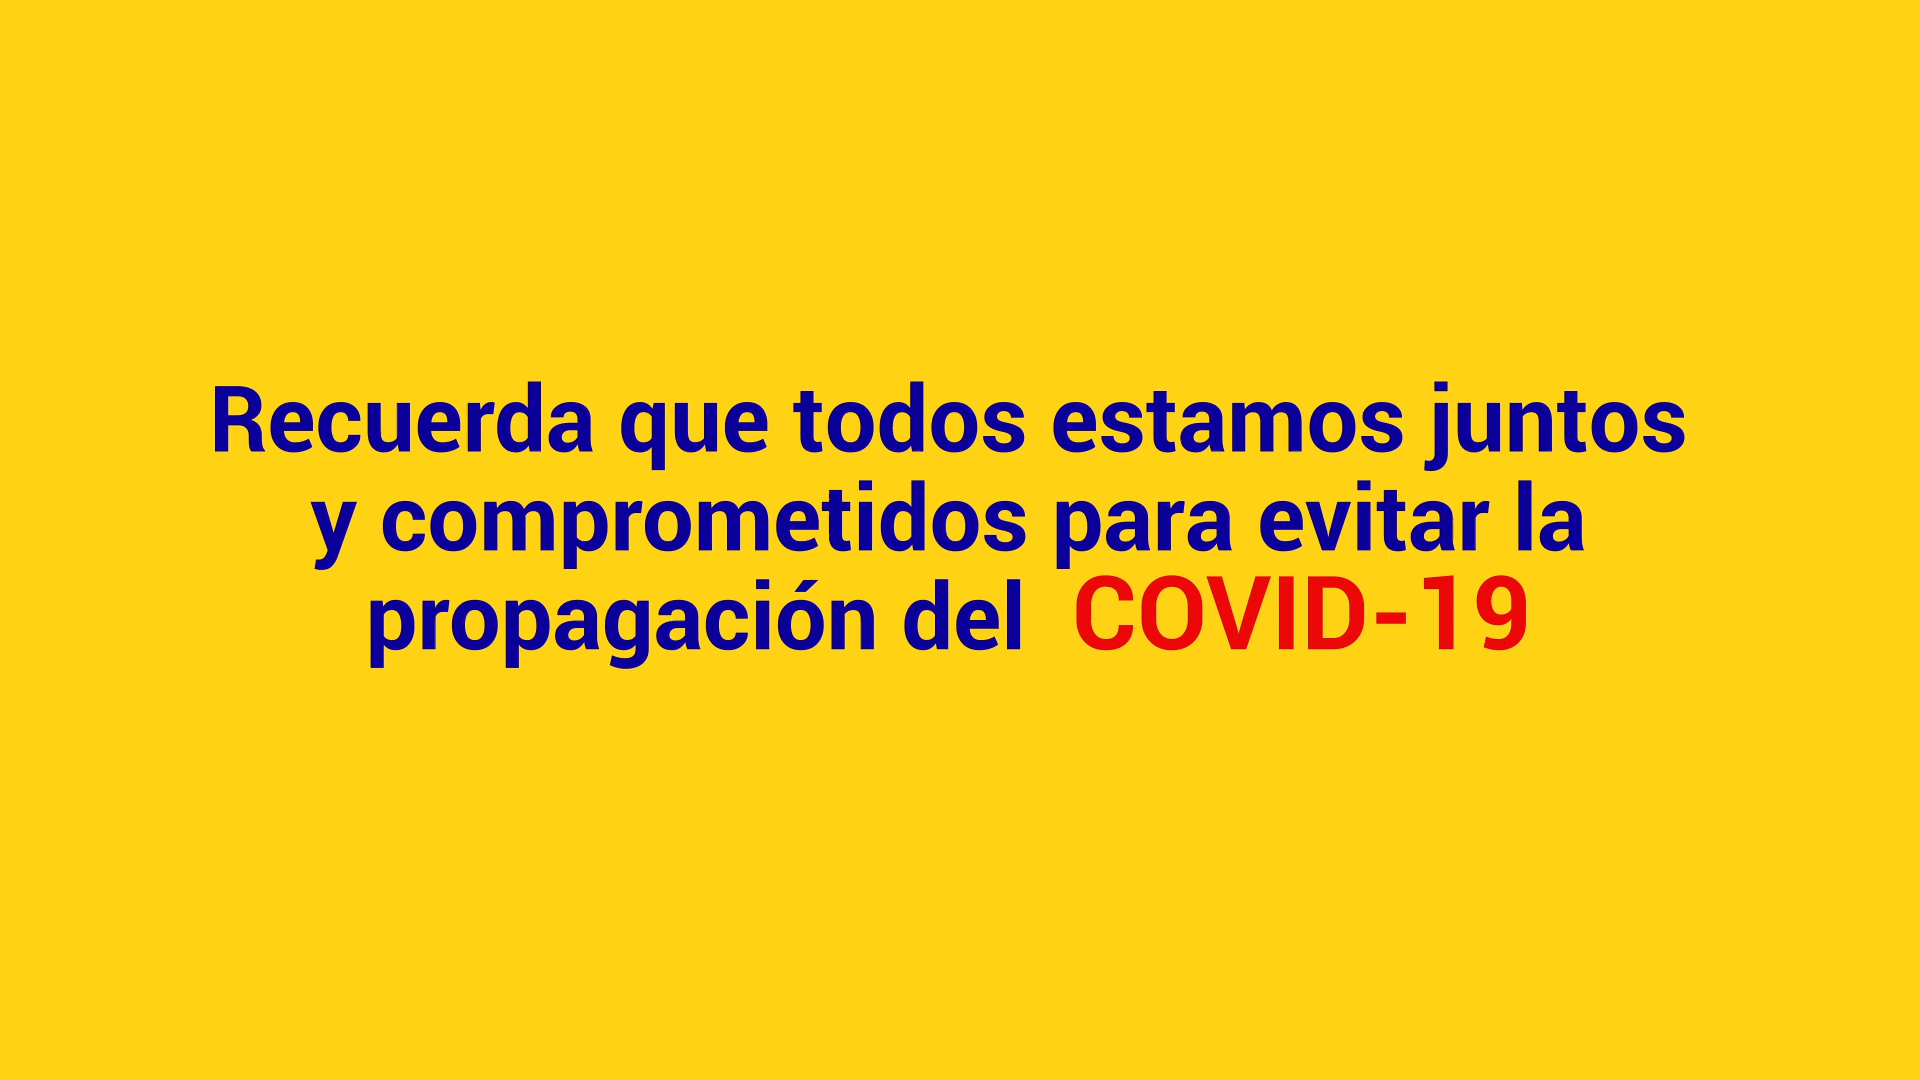 Recuerda que todos estamos juntos
y comprometidos para evitar la
propagación del COVID-19